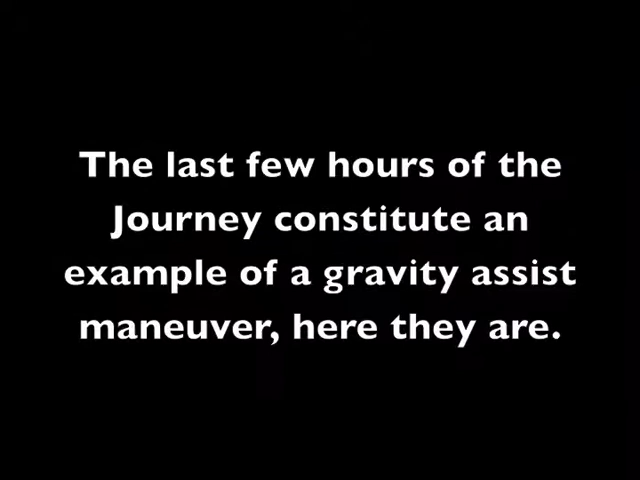 The last few hours of the
Journey constitute an
example of a gravity assist
maneuver, here they are.